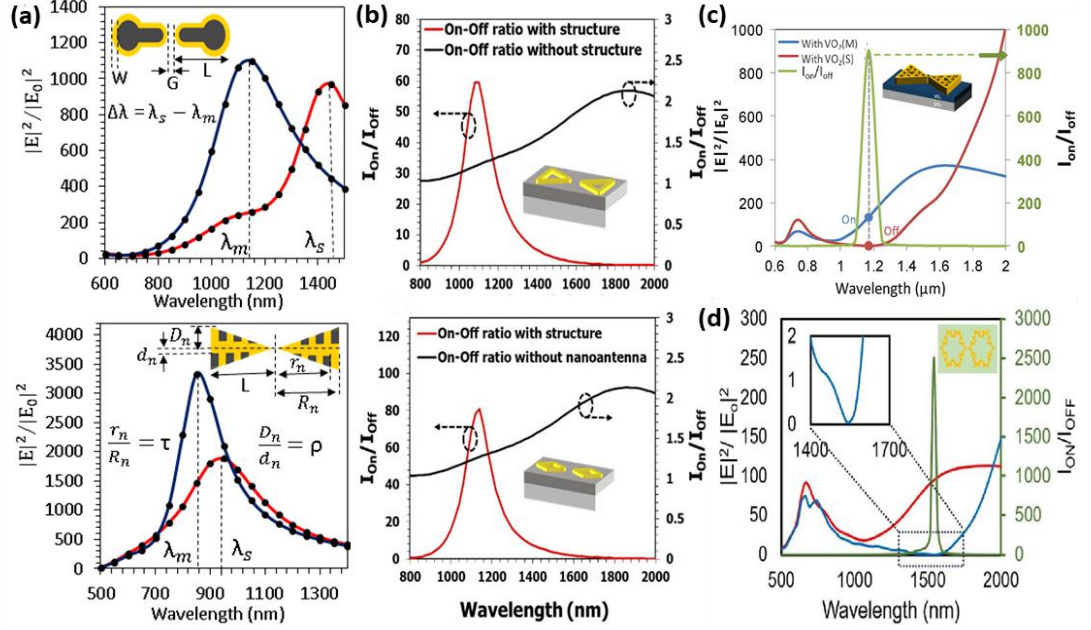 (a)
1400
1200
1000
800
600
400
200
0
|E|²/|E₀|²
W
G
L
Δλ = λs − λm
λm
λs
600 800 1000 1200 1400
Wavelength (nm)
4000
3500
3000
2500
2000
1500
1000
500
0
|E|²/|E₀|²
Dn
dn
L
rn
Rn
rn/Rn = τ
Dn/dn = ρ
λm
λs
500 700 900 1100 1300
Wavelength (nm)
(b)
80
70
60
50
40
30
20
10
0
IOn/IOff
On-Off ratio with structure
On-Off ratio without structure
3
2.5
2
1.5
1
0.5
0
IOn/IOff
800 1000 1200 1400 1600 1800 2000
120
100
80
60
40
20
0
IOn/IOff
On-Off ratio with structure
On-Off ratio without nanoantenna
3
2.5
2
1.5
1
0.5
0
IOn/IOff
800 1000 1200 1400 1600 1800 2000
Wavelength (nm)
(c)
1000
800
600
400
200
0
|E|²/|E₀|²
With VO₂(M)
With VO₂(S)
Ion/Ioff
On
Off
1000
900
800
700
600
500
400
300
200
100
0
Ion/Ioff
0.6 0.8 1 1.2 1.4 1.6 1.8 2
Wavelength (μm)
(d)
300
250
200
150
100
50
0
|E|²/ |Eo|²
2
1
0
1400 1700
3000
2500
2000
1500
1000
500
0
ION/IOFF
500 1000 1500 2000
Wavelength (nm)